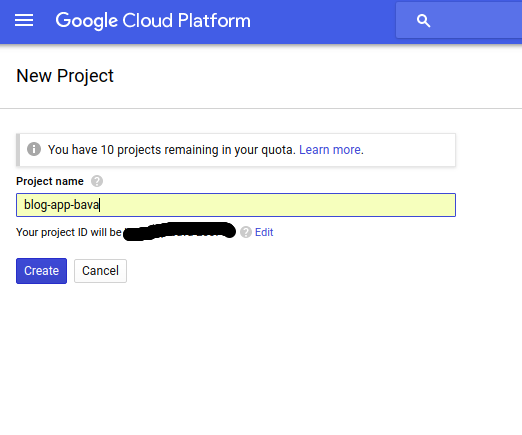 Google Cloud Platform
New Project
You have 10 projects remaining in your quota. Learn more.
Project name
blog-app-bava
Your project ID will be
Edit
Create
Cancel